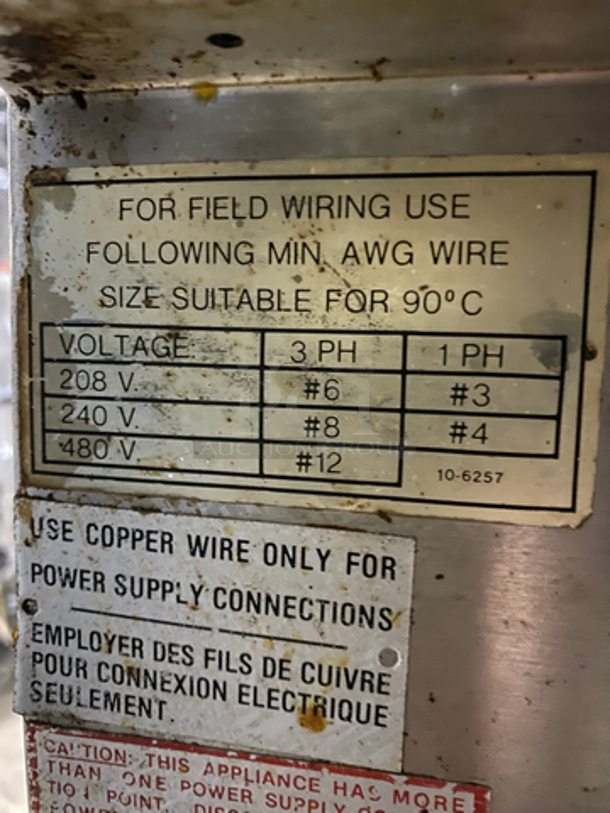 FOR FIELD WIRING USE
FOLLOWING MIN. AWG WIRE
SIZE SUITABLE FOR 90°C
VOLTAGE 3 PH 1 PH
208 V. #6 #3
240 V. #8 #4
480 V. #12
10-6257
USE COPPER WIRE ONLY FOR
POWER SUPPLY CONNECTIONS
EMPLOYER DES FILS DE CUIVRE
POUR CONNEXION ELECTRIQUE
SEULEMENT.
CAUTION: THIS APPLIANCE HAS MORE
THAN ONE POWER SUPPLY
POINT.